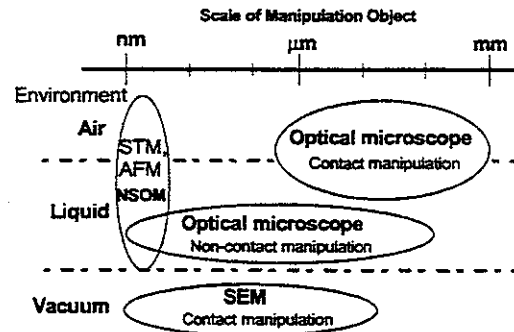 Scale of Manipulation Object
nm μm mm
Environment
Air
STM,
AFM
NSOM
Optical microscope
Contact manipulation
Liquid
Optical microscope
Non-contact manipulation
Vacuum
SEM
Contact manipulation